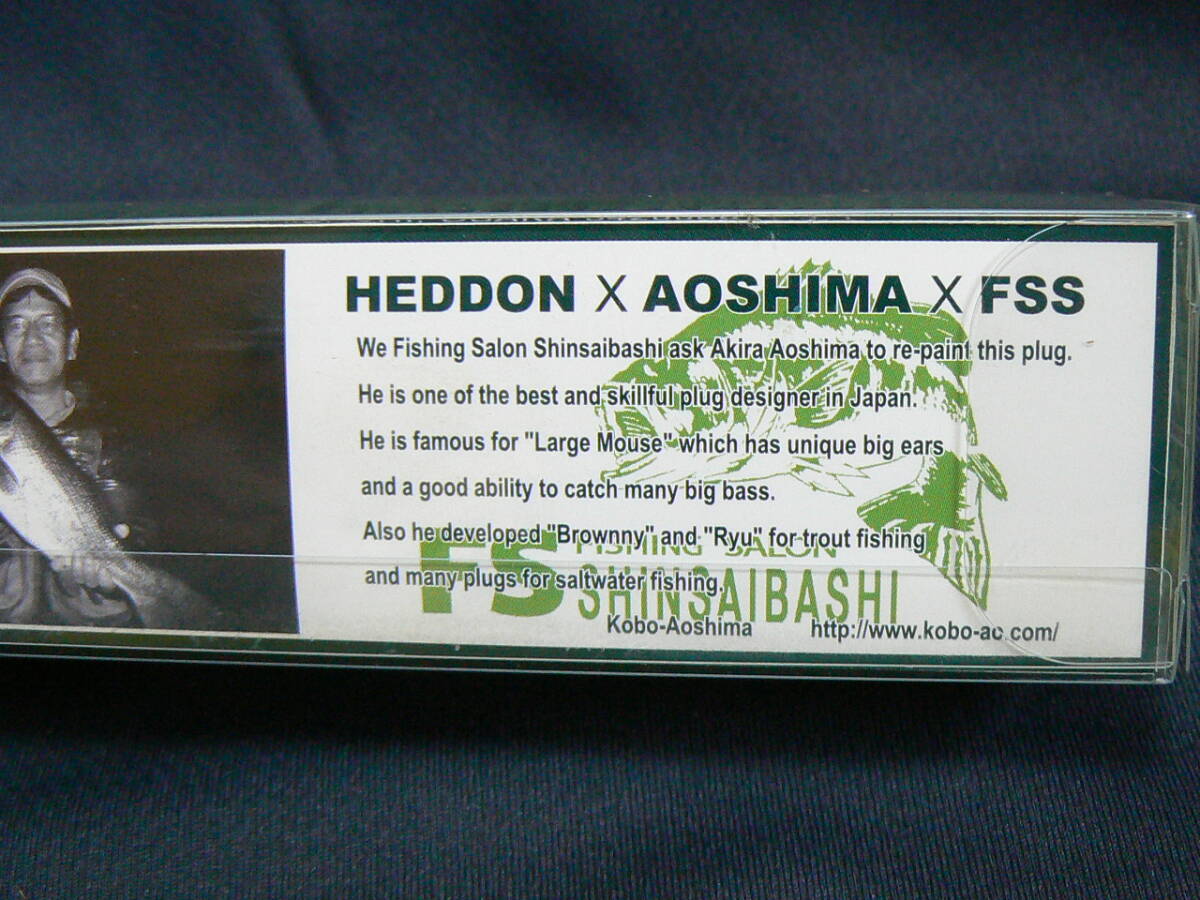 HEDDON X AOSHIMA X FSS
We Fishing Salon Shinsaibashi ask Akira Aoshima to re-paint this plug.
He is one of the best and skillful plug designer in Japan.
He is famous for "Large Mouse" which has unique big ears
and a good ability to catch many big bass.
Also he developed "Brownny" and "Ryu" for trout fishing
and many plugs for saltwater fishing.
FS FISHING SALON
SHINSAIBASHI
Kobo-Aoshima http://www.kobo-ao.com/